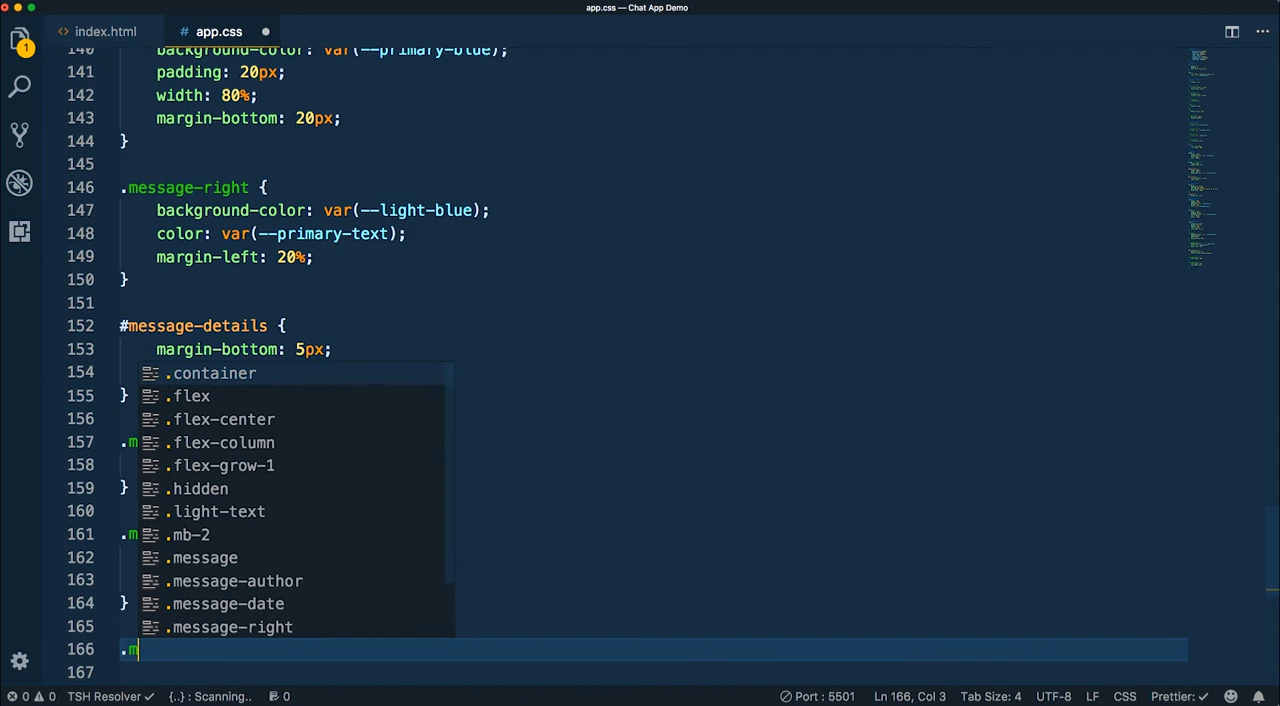 app.css — Chat App Demo
<> index.html # app.css
1
140 background-color: var(--primary-blue);
141 padding: 20px;
142 width: 80%;
143 margin-bottom: 20px;
144 }
145
146 .message-right {
147 background-color: var(--light-blue);
148 color: var(--primary-text);
149 margin-left: 20%;
150 }
151
152 #message-details {
153 margin-bottom: 5px;
154 .container
155 } .flex
156 .flex-center
157 .m .flex-column
158 .flex-grow-1
159 } .hidden
160 .light-text
161 .m .mb-2
162 .message
163 .message-author
164 } .message-date
165 .message-right
166 .m
167
0 0 TSH Resolver {..} : Scanning.. 0 Port : 5501 Ln 166, Col 3 Tab Size: 4 UTF-8 LF CSS Prettier: